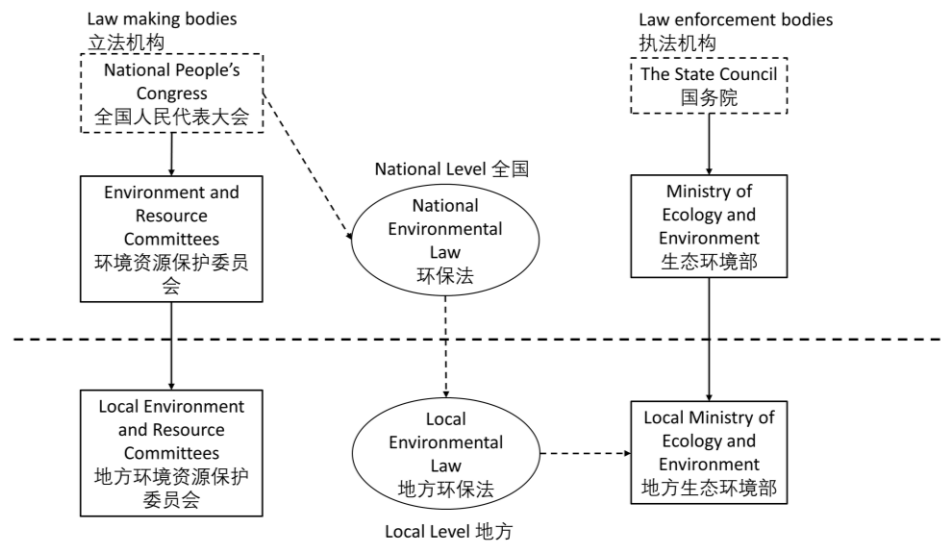 Law making bodies
立法机构
National People's
Congress
全国人民代表大会
Environment and
Resource
Committees
环境资源保护委员
会
Local Environment
and Resource
Committees
地方环境资源保护
委员会
National Level 全国
National
Environmental
Law
环保法
Local
Environmental
Law
地方环保法
Local Level 地方
Law enforcement bodies
执法机构
The State Council
国务院
Ministry of
Ecology and
Environment
生态环境部
Local Ministry of
Ecology and
Environment
地方生态环境部